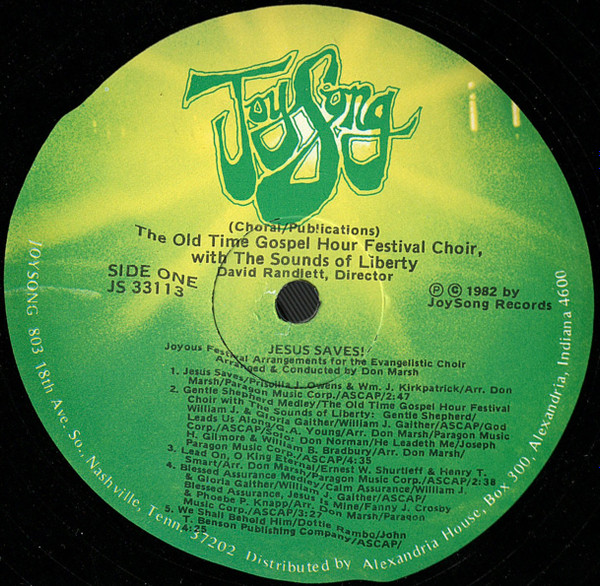 JoySong
(Choral/Publications)
The Old Time Gospel Hour Festival Choir,
with The Sounds of Liberty
David Randlett, Director
SIDE ONE
JS 33113
Ⓟ © 1982 by
JoySong Records
JESUS SAVES!
Joyous Festival Arrangements for the Evangelistic Choir
Arranged & Conducted by Don Marsh
1. Jesus Saves/Priscilla J. Owens & Wm. J. Kirkpatrick/Arr. Don
Marsh/Paragon Music Corp./ASCAP/2:47
2. Gentle Shepherd Medley/The Old Time Gospel Hour Festival
Choir with The Sounds of Liberty: Gentle Shepherd/
William J. & Gloria Gaither/William J. Gaither/ASCAP/God
Leads Us Along/G.A. Young/Arr. Don Marsh/Paragon Music
Corp./ASCAP/Solo: Don Norman/He Leadeth Me/Joseph
H. Gilmore & William B. Bradbury/Arr. Don Marsh/
Paragon Music Corp./ASCAP/4:35
3. Lead On, O King Eternal/Ernest W. Shurtleff & Henry T.
Smart/Arr. Don Marsh/Paragon Music Corp./ASCAP/2:38
4. Blessed Assurance Medley/Calm Assurance/William J.
& Gloria Gaither/William J. Gaither/ASCAP/
Blessed Assurance, Jesus Is Mine/Fanny J. Crosby
& Phoebe P. Knapp/Arr. Don Marsh/Paragon
Music Corp./ASCAP/3:27
5. We Shall Behold Him/Dottie Rambo/John
T. Benson Publishing Company/ASCAP/
4:25
JOYSONG 803 18th Ave. So., Nashville, Tenn. 37202 Distributed by Alexandria House, Box 300, Alexandria, Indiana 4600